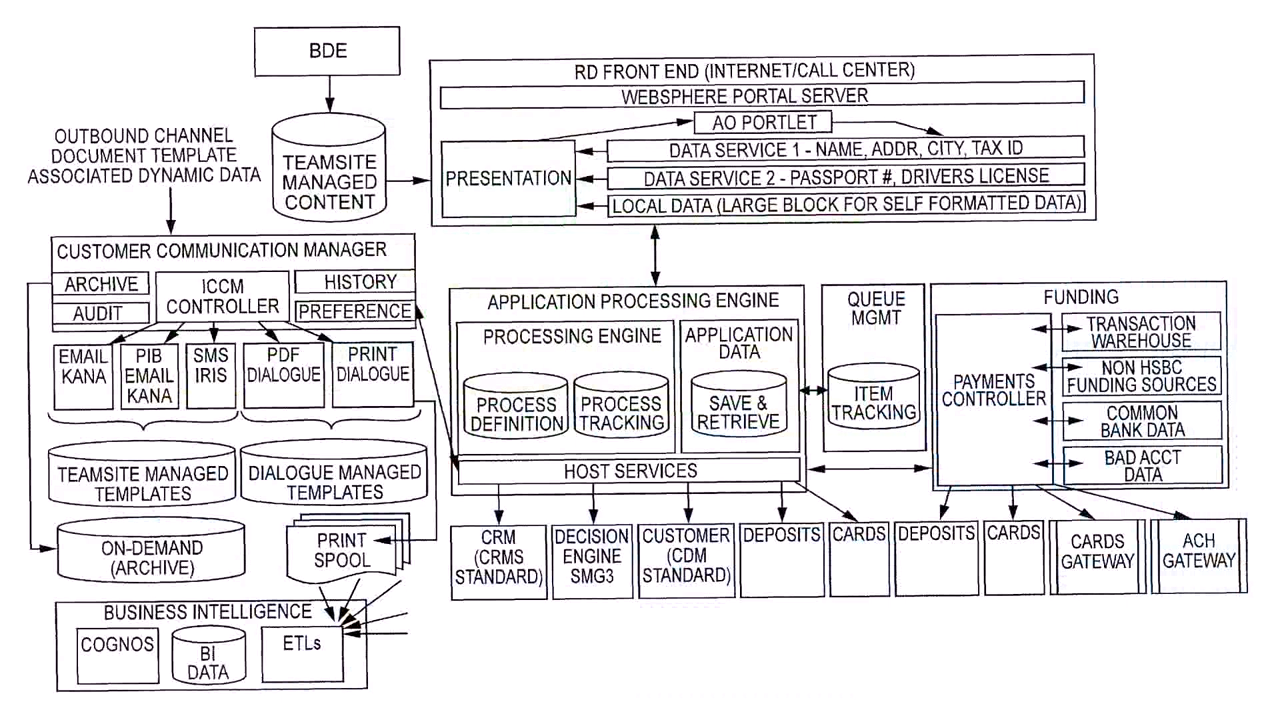 BDE
OUTBOUND CHANNEL
DOCUMENT TEMPLATE
ASSOCIATED DYNAMIC DATA
TEAMSITE
MANAGED
CONTENT
RD FRONT END (INTERNET/CALL CENTER)
WEBSPHERE PORTAL SERVER
AO PORTLET
PRESENTATION
DATA SERVICE 1 - NAME, ADDR, CITY, TAX ID
DATA SERVICE 2 - PASSPORT #, DRIVERS LICENSE
LOCAL DATA (LARGE BLOCK FOR SELF FORMATTED DATA)
CUSTOMER COMMUNICATION MANAGER
ARCHIVE
AUDIT
ICCM
CONTROLLER
HISTORY
PREFERENCE
EMAIL
KANA
PIB
EMAIL
KANA
SMS
IRIS
PDF
DIALOGUE
PRINT
DIALOGUE
TEAMSITE MANAGED
TEMPLATES
DIALOGUE MANAGED
TEMPLATES
ON-DEMAND
(ARCHIVE)
PRINT
SPOOL
BUSINESS INTELLIGENCE
COGNOS
BI
DATA
ETLs
APPLICATION PROCESSING ENGINE
PROCESSING ENGINE
PROCESS
DEFINITION
PROCESS
TRACKING
APPLICATION
DATA
SAVE &
RETRIEVE
HOST SERVICES
QUEUE
MGMT
ITEM
TRACKING
FUNDING
PAYMENTS
CONTROLLER
TRANSACTION
WAREHOUSE
NON HSBC
FUNDING SOURCES
COMMON
BANK DATA
BAD ACCT
DATA
CRM
(CRMS
STANDARD)
DECISION
ENGINE
SMG3
CUSTOMER
(CDM
STANDARD)
DEPOSITS
CARDS
DEPOSITS
CARDS
CARDS
GATEWAY
ACH
GATEWAY